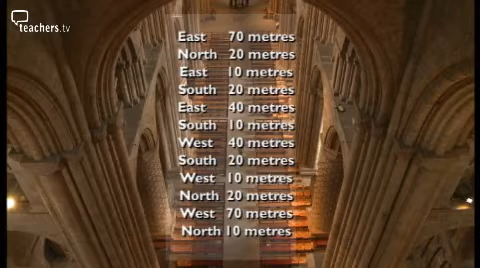 teachers.tv
East 70 metres
North 20 metres
East 10 metres
South 20 metres
East 40 metres
South 10 metres
West 40 metres
South 20 metres
West 10 metres
North 20 metres
West 70 metres
North 10 metres